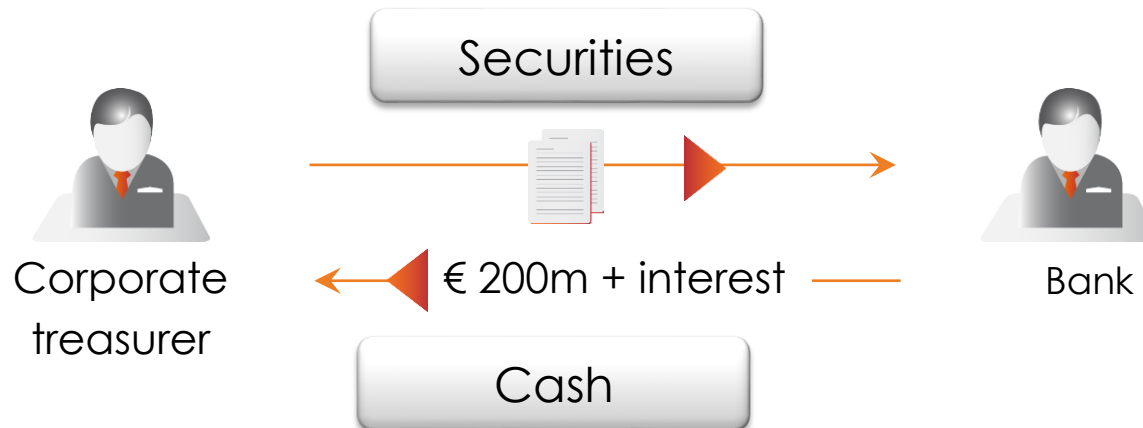 Securities
Corporate
treasurer
€ 200m + interest
Bank
Cash